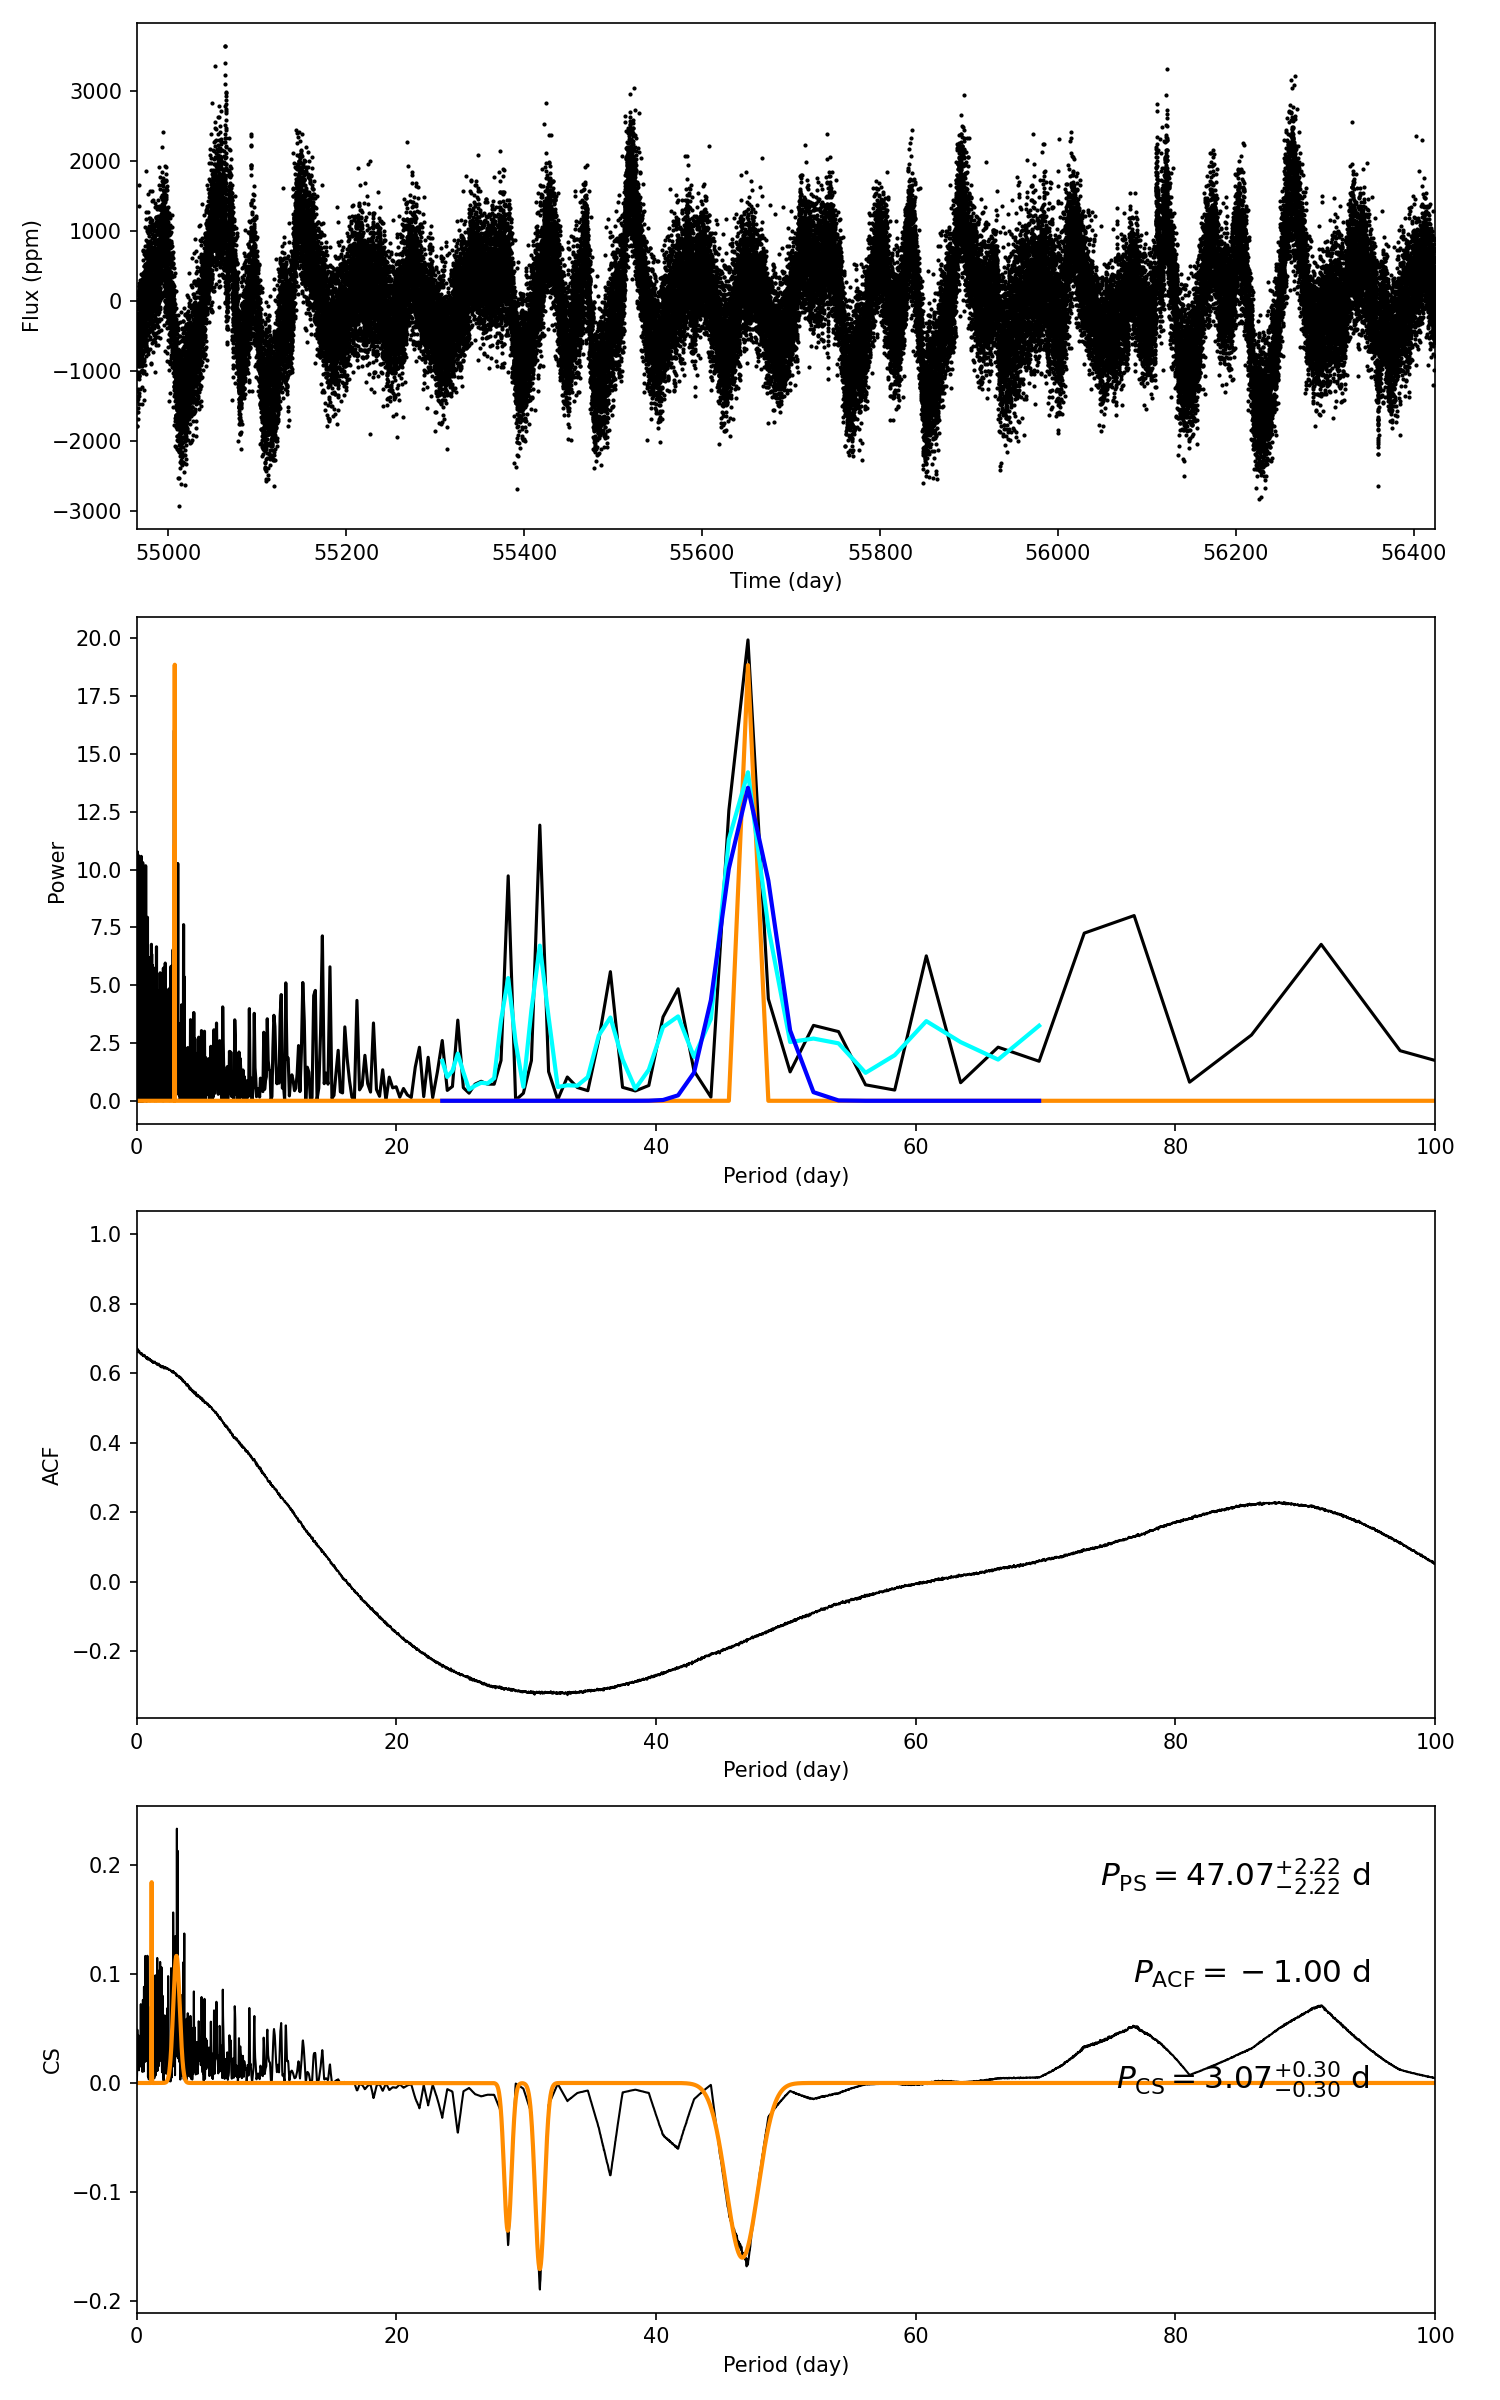 3000
2000
1000
0
−1000
−2000
−3000
Flux (ppm)
55000 55200 55400 55600 55800 56000 56200 56400
Time (day)
20.0
17.5
15.0
12.5
10.0
7.5
5.0
2.5
0.0
Power
0 20 40 60 80 100
Period (day)
1.0
0.8
0.6
0.4
0.2
0.0
−0.2
ACF
0 20 40 60 80 100
Period (day)
0.2
0.1
0.0
−0.1
−0.2
CS
P_PS = 47.07 +2.22 −2.22 d
P_ACF = −1.00 d
P_CS = 3.07 +0.30 −0.30 d
0 20 40 60 80 100
Period (day)